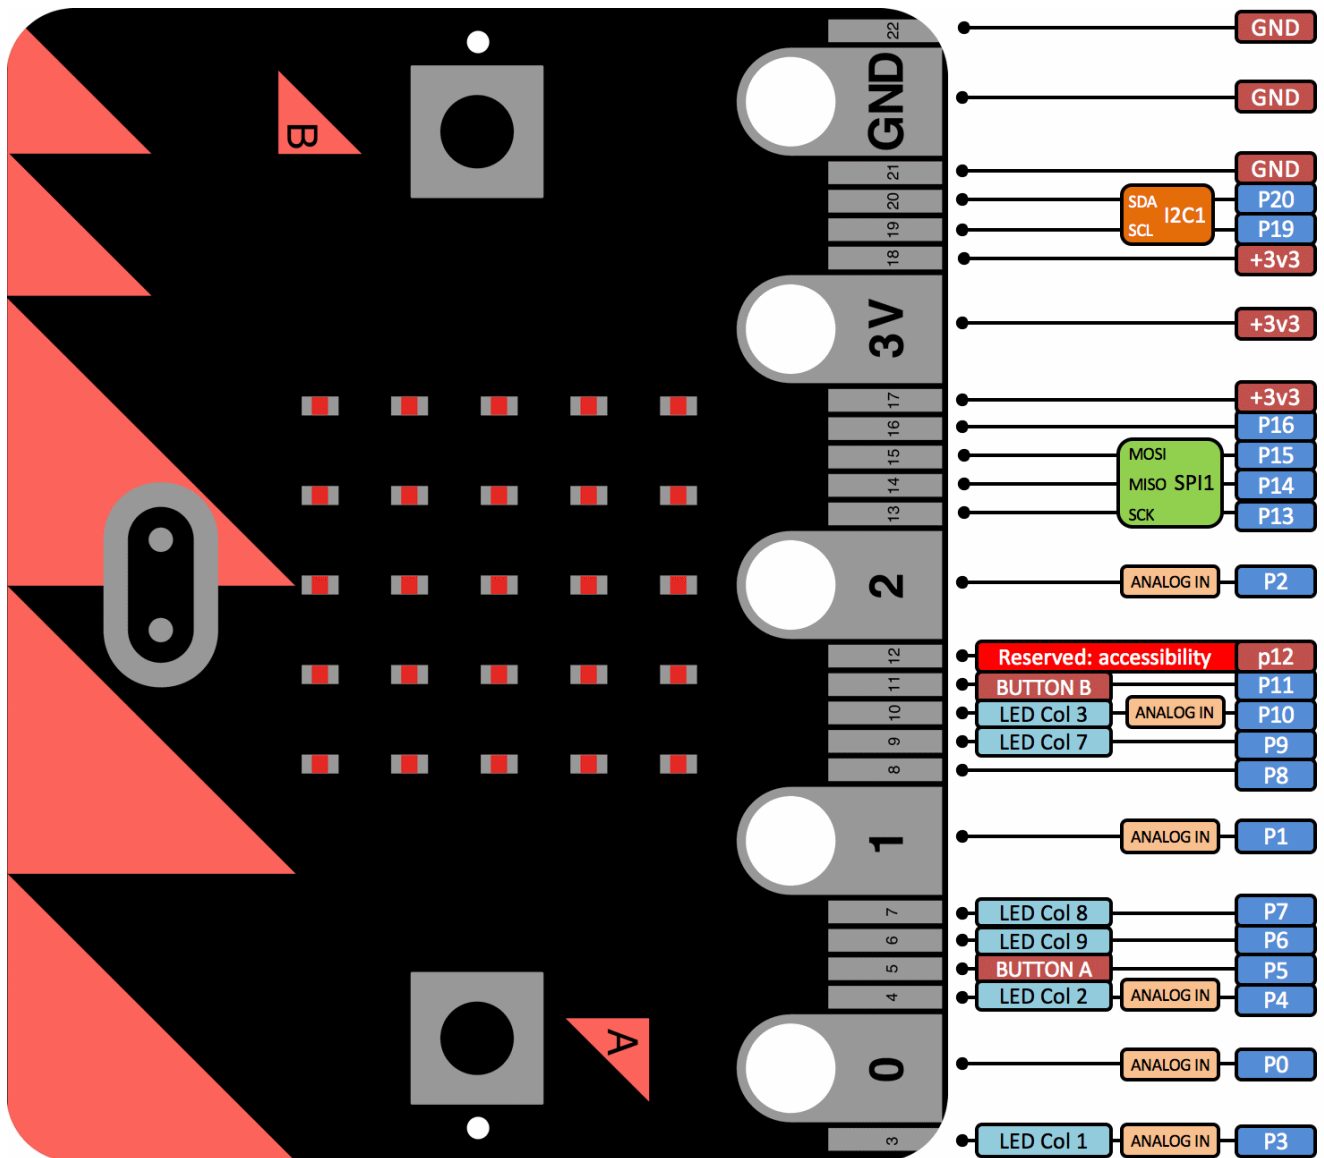 22 GND
GND GND
B
21 GND
20 SDA I2C1 P20
19 SCL P19
18 +3v3
3V +3v3
17 +3v3
16 P16
15 MOSI P15
14 MISO SPI1 P14
13 SCK P13
2 ANALOG IN P2
12 Reserved: accessibility p12
11 BUTTON B P11
10 LED Col 3 ANALOG IN P10
9 LED Col 7 P9
8 P8
1 ANALOG IN P1
7 LED Col 8 P7
6 LED Col 9 P6
5 BUTTON A P5
4 LED Col 2 ANALOG IN P4
A
0 ANALOG IN P0
3 LED Col 1 ANALOG IN P3